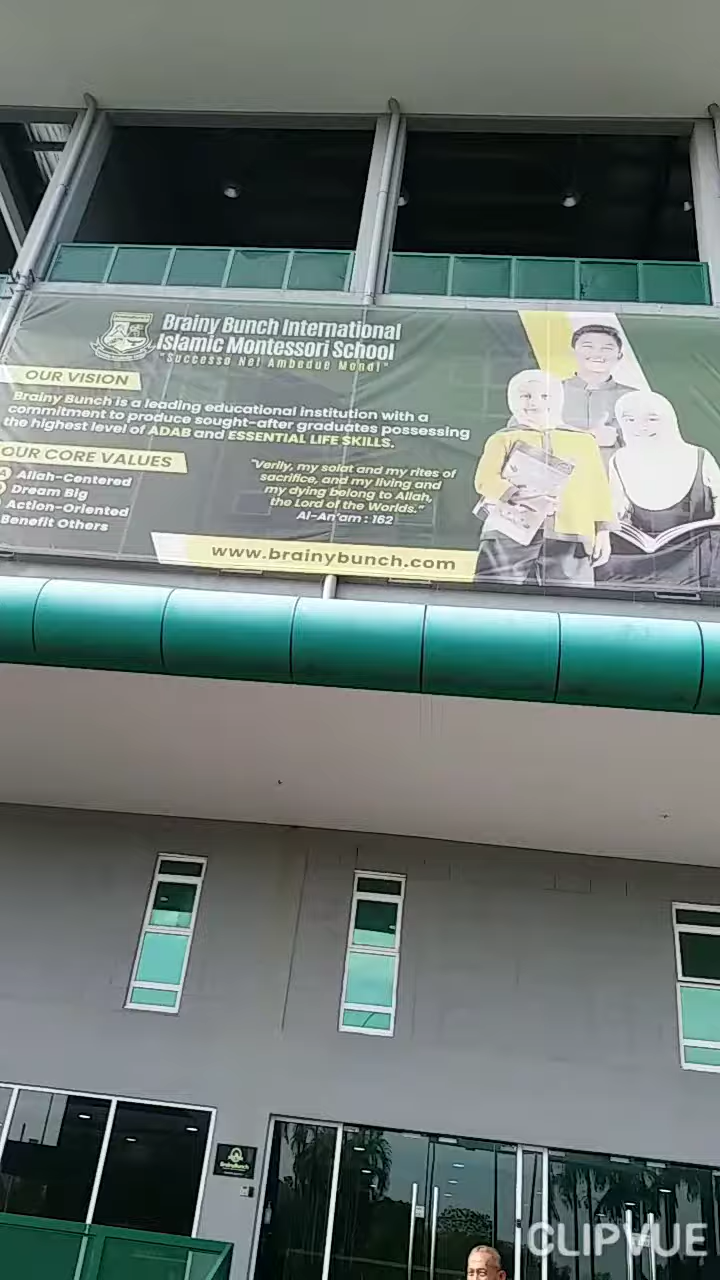 Brainy Bunch International
Islamic Montessori School
"Successo Nel Ambedue Mondi"
OUR VISION
Brainy Bunch is a leading educational institution with a
commitment to produce sought-after graduates possessing
the highest level of ADAB and ESSENTIAL LIFE SKILLS.
OUR CORE VALUES
A Allah-Centered
Dream Big
Action-Oriented
Benefit Others
"Verily, my solat and my rites of
sacrifice, and my living and
my dying belong to Allah,
the Lord of the Worlds."
Al-An'am : 162
www.brainybunch.com
BrainyBunch
CLIPVUE